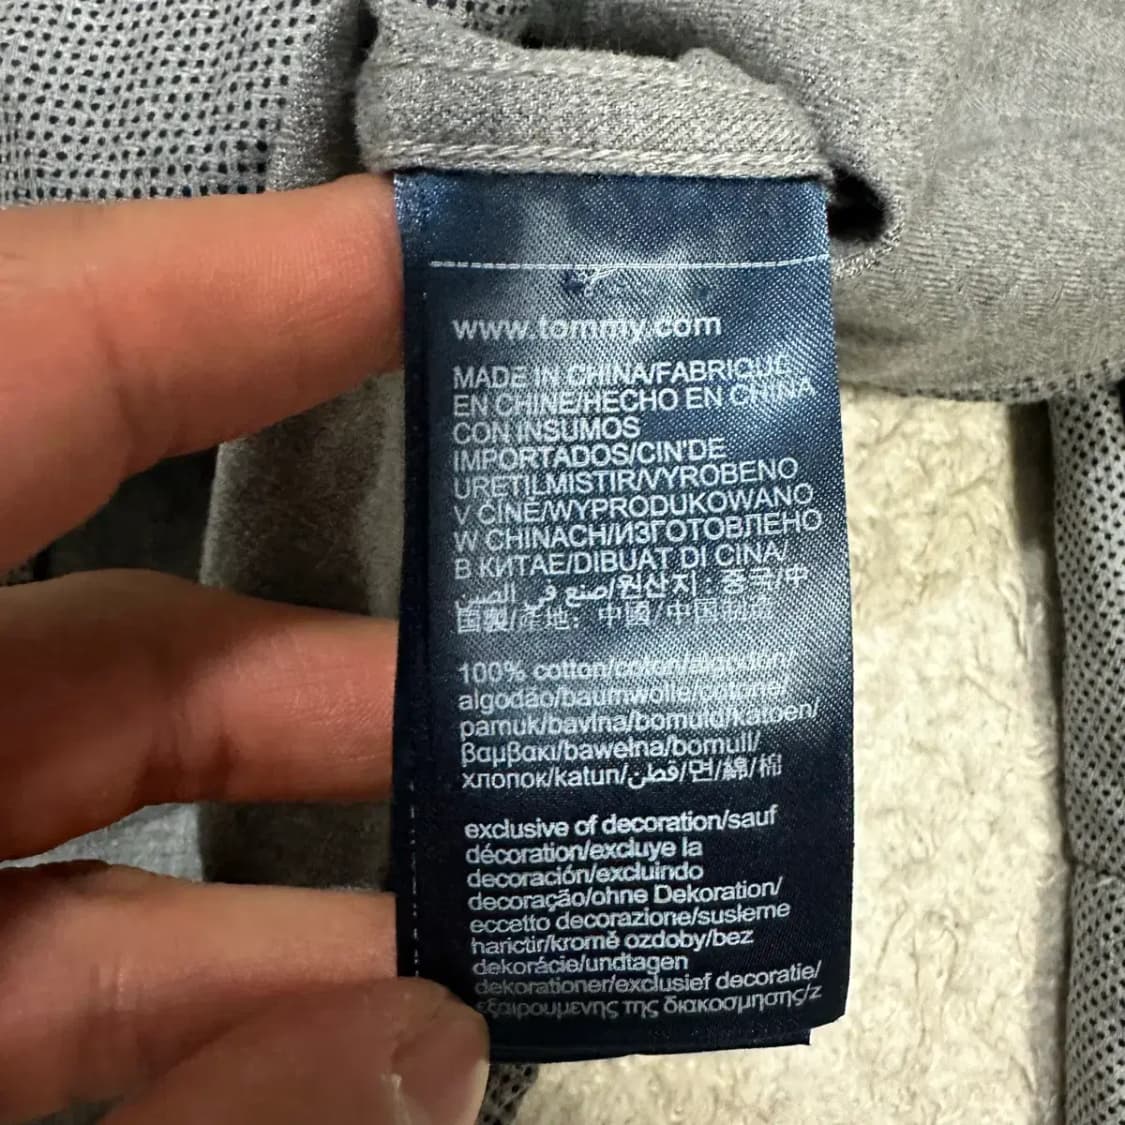 www.tommy.com
MADE IN CHINA/FABRIQUE
EN CHINE/HECHO EN CHINA
CON INSUMOS
IMPORTADOS/CIN'DE
URETILMISTIR/VYROBENO
V CINE/WYPRODUKOWANO
W CHINACH/ИЗГОТОВЛЕНО
В КИТАЕ/DIBUAT DI CINA/
صنع في الصين/원산지: 중국/中
国製/產地: 中國/中国制造
100% cotton/coton/algodon/
algodão/baumwolle/cotone/
pamuk/bavlna/bomuld/katoen/
βαμβακι/bawełna/bomull/
хлопок/katun/قطن/면/綿/棉
exclusive of decoration/sauf
décoration/excluye la
decoración/excluindo
decoração/ohne Dekoration/
eccetto decorazione/susleme
harictir/kromě ozdoby/bez
dekorácie/undtagen
dekorationer/exclusief decoratie/
εξαιρουμενης της διακοσμησης/z